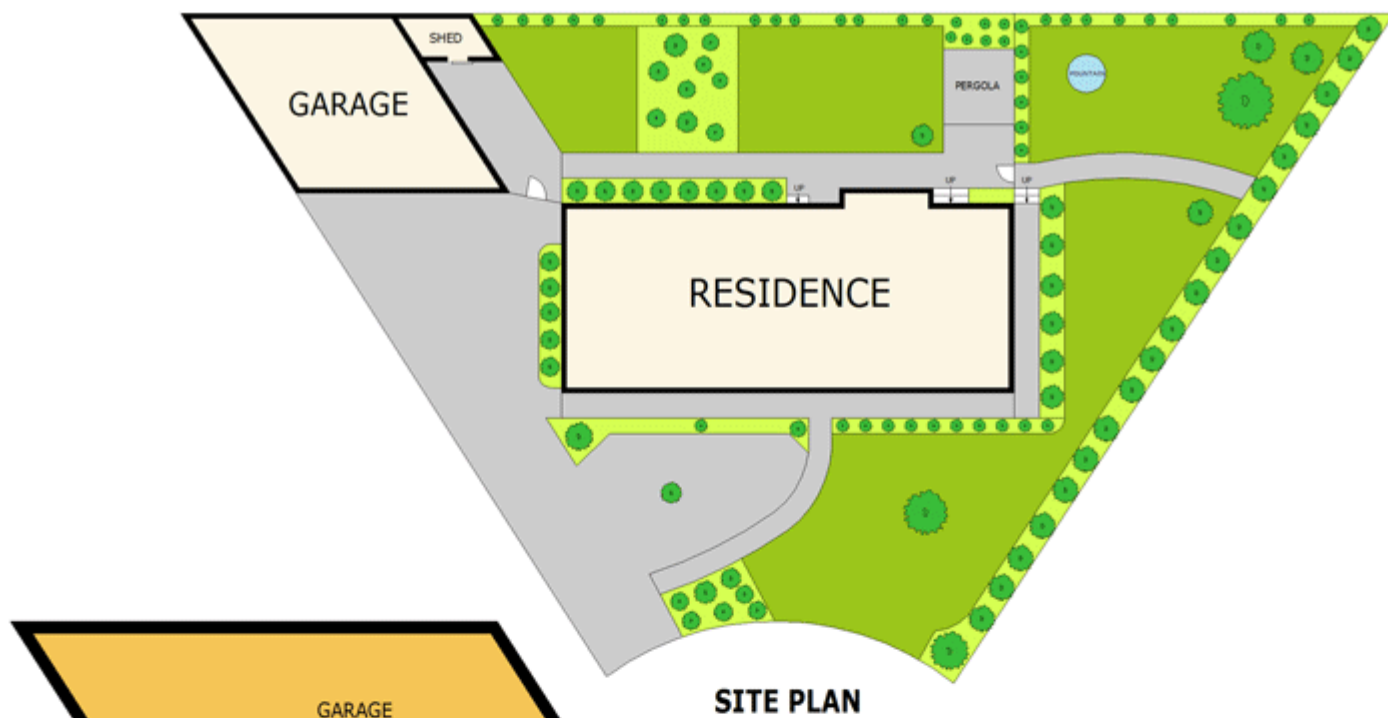 SHED
GARAGE
PERGOLA
FOUNTAIN
UP
UP
UP
RESIDENCE
SITE PLAN
GARAGE